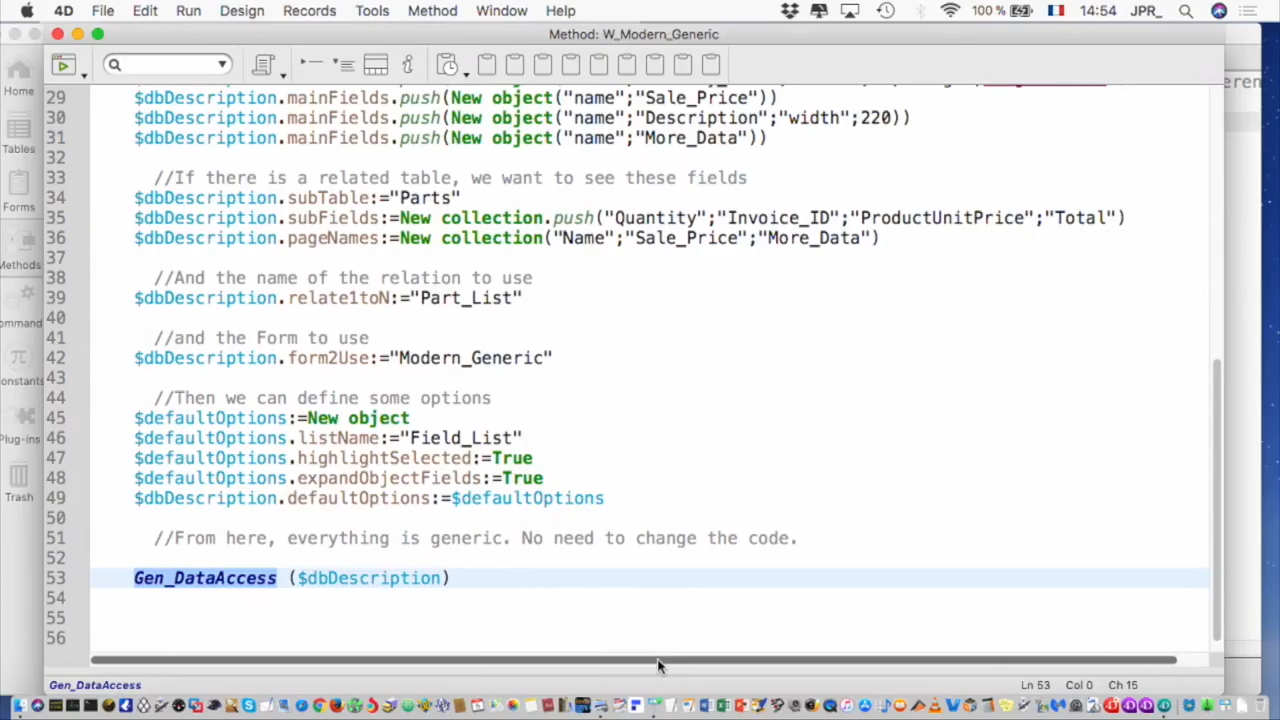 4D File Edit Run Design Records Tools Method Window Help 100 % 14:54 JPR_
Method: W_Modern_Generic
29 $dbDescription.mainFields.push(New object("name";"Sale_Price"))
30 $dbDescription.mainFields.push(New object("name";"Description";"width";220))
31 $dbDescription.mainFields.push(New object("name";"More_Data"))
32
33 //If there is a related table, we want to see these fields
34 $dbDescription.subTable:="Parts"
35 $dbDescription.subFields:=New collection.push("Quantity";"Invoice_ID";"ProductUnitPrice";"Total")
36 $dbDescription.pageNames:=New collection("Name";"Sale_Price";"More_Data")
37
38 //And the name of the relation to use
39 $dbDescription.relate1toN:="Part_List"
40
41 //and the Form to use
42 $dbDescription.form2Use:="Modern_Generic"
43
44 //Then we can define some options
45 $defaultOptions:=New object
46 $defaultOptions.listName:="Field_List"
47 $defaultOptions.highlightSelected:=True
48 $defaultOptions.expandObjectFields:=True
49 $dbDescription.defaultOptions:=$defaultOptions
50
51 //From here, everything is generic. No need to change the code.
52
53 Gen_DataAccess ($dbDescription)
54
55
56
Home
Tables
Forms
Methods
ommand
onstants
Plug-ins
Trash
Gen_DataAccess Ln 53 Col 0 Ch 15